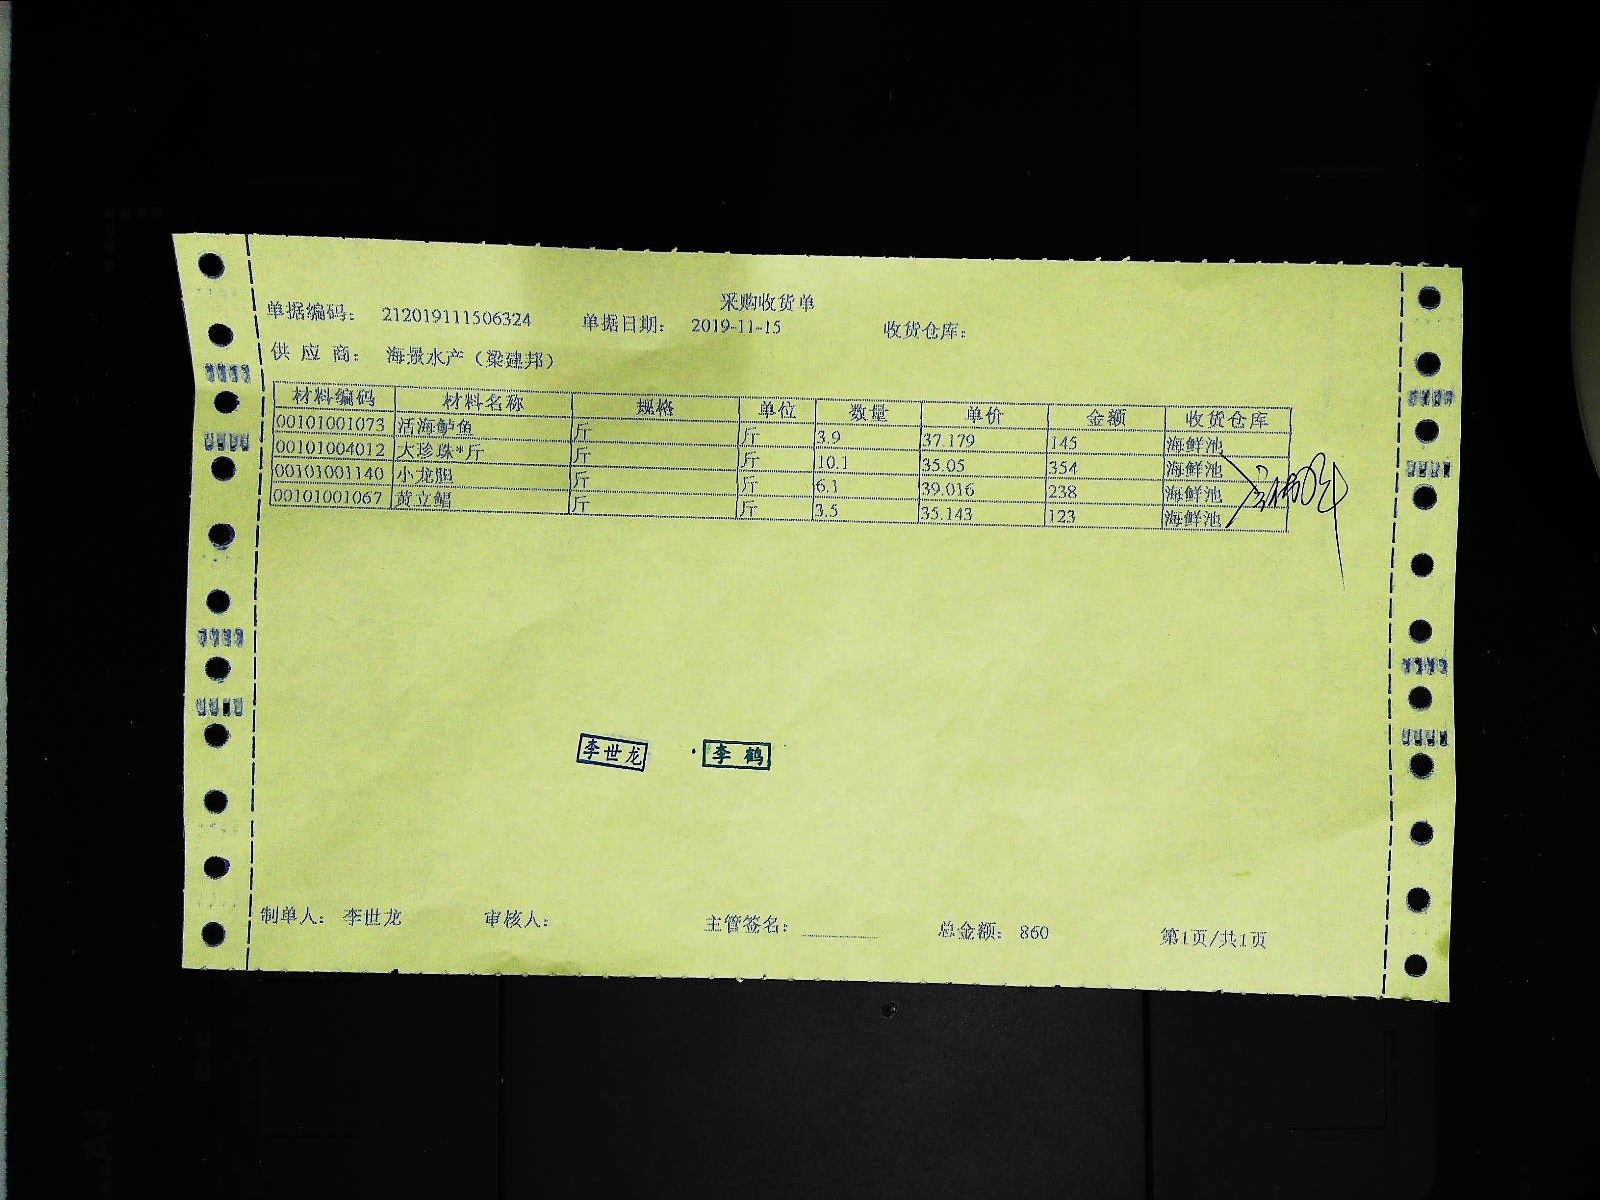 采购收货单
单据编码： 212019111506324 单据日期： 2019-11-15 收货仓库：
供 应 商： 海景水产（梁建邦）
材料编码 材料名称 规格 单位 数量 单价 金额 收货仓库
00101001073 活海鲈鱼 斤 斤 3.9 37.179 145 海鲜池
00101004012 大珍珠*斤 斤 斤 10.1 35.05 354 海鲜池
00101001140 小龙胆 斤 斤 6.1 39.016 238 海鲜池
00101001067 黄立鲳 斤 斤 3.5 35.143 123 海鲜池
李世龙 李鹤
制单人： 李世龙 审核人： 主管签名： 总金额： 860 第1页/共1页